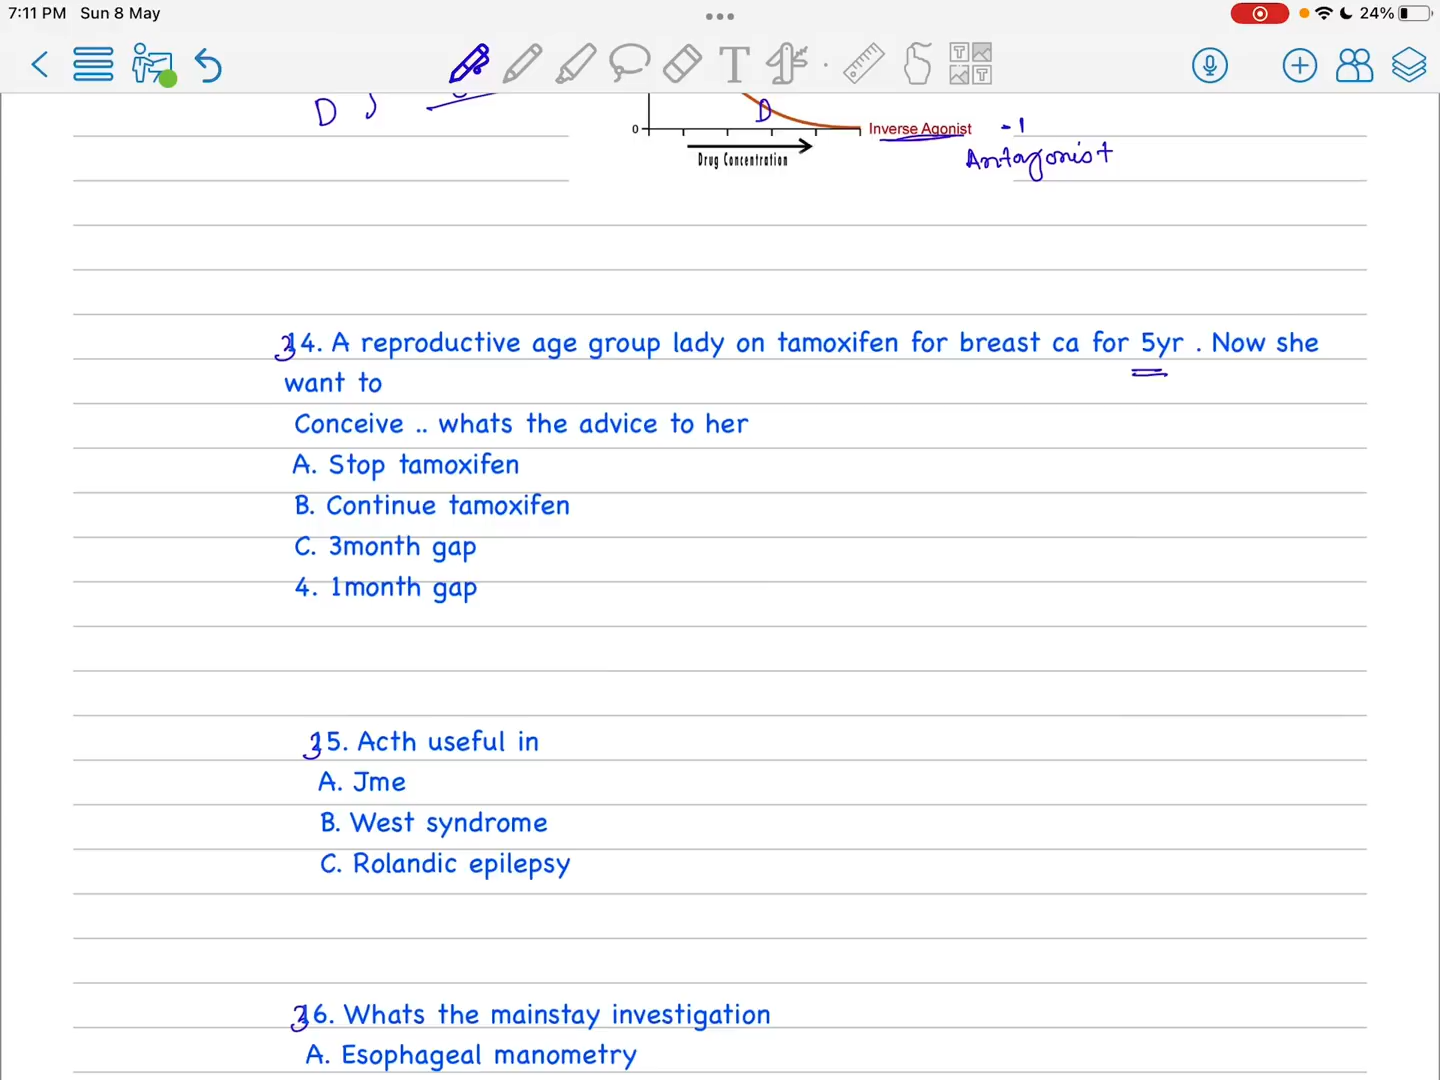 7:11 PM Sun 8 May
24%
D
D
0
Inverse Agonist -1
Antagonist
Drug Concentration
34. A reproductive age group lady on tamoxifen for breast ca for 5yr . Now she
want to
Conceive .. whats the advice to her
A. Stop tamoxifen
B. Continue tamoxifen
C. 3month gap
4. 1month gap
35. Acth useful in
A. Jme
B. West syndrome
C. Rolandic epilepsy
36. Whats the mainstay investigation
A. Esophageal manometry